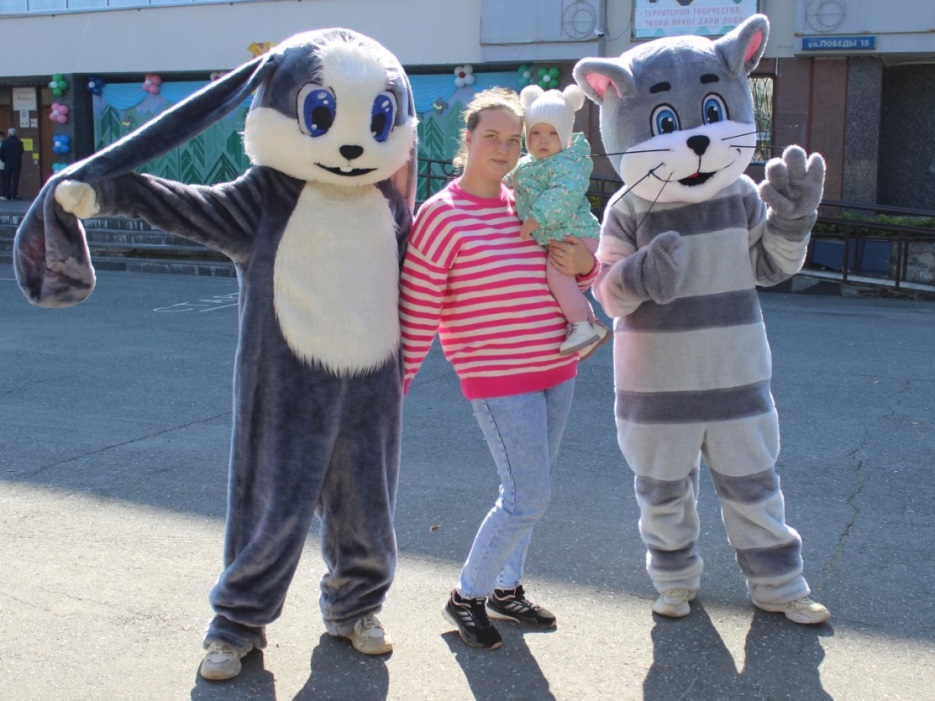 ТЕРРИТОРИЯ ТВОРЧЕСТВА.
ТВОРИ ЯРКО! ДАРИ ДОБРО
ул.ПОБЕДЫ 15